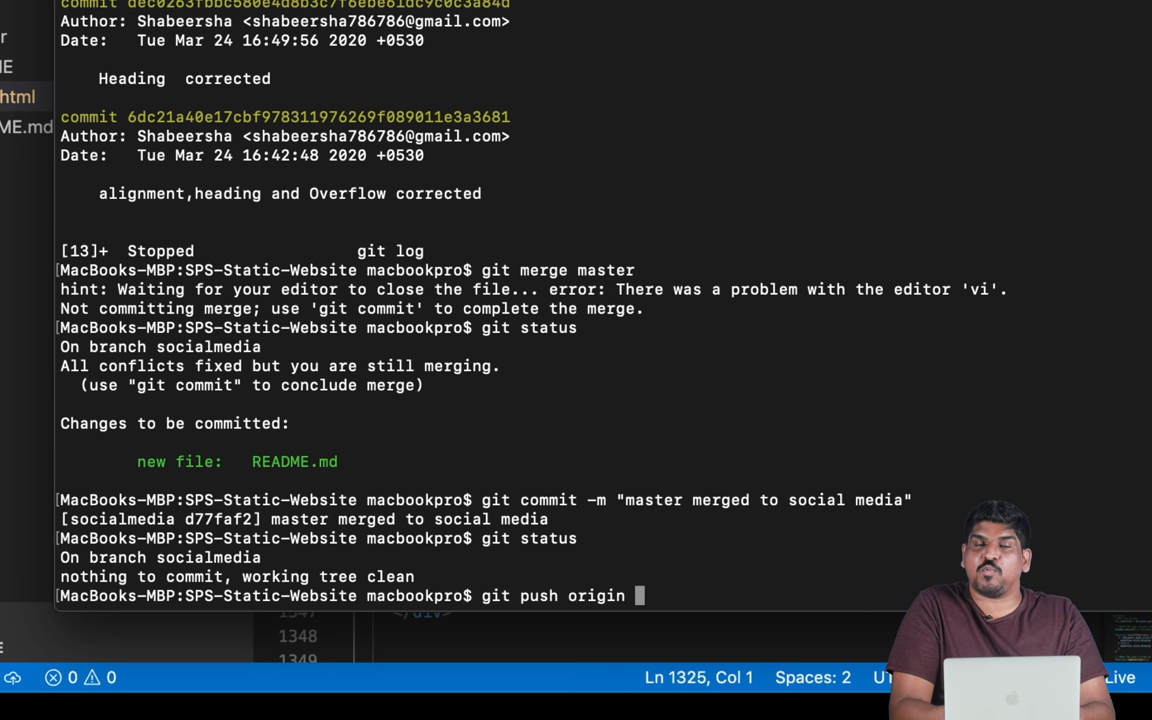 commit dec0263fbbc580e4d8b3c7f6ebe61dc9c0c3a84d
r
Author: Shabeersha <shabeersha786786@gmail.com>
Date:   Tue Mar 24 16:49:56 2020 +0530
E
Heading  corrected
html
commit 6dc21a40e17cbf978311976269f089011e3a3681
ME.md
Author: Shabeersha <shabeersha786786@gmail.com>
Date:   Tue Mar 24 16:42:48 2020 +0530
alignment,heading and Overflow corrected
[13]+  Stopped                 git log
[MacBooks-MBP:SPS-Static-Website macbookpro$ git merge master
hint: Waiting for your editor to close the file... error: There was a problem with the editor 'vi'.
Not committing merge; use 'git commit' to complete the merge.
[MacBooks-MBP:SPS-Static-Website macbookpro$ git status
On branch socialmedia
All conflicts fixed but you are still merging.
(use "git commit" to conclude merge)
Changes to be committed:
new file:   README.md
[MacBooks-MBP:SPS-Static-Website macbookpro$ git commit -m "master merged to social media"
[socialmedia d77faf2] master merged to social media
[MacBooks-MBP:SPS-Static-Website macbookpro$ git status
On branch socialmedia
nothing to commit, working tree clean
MacBooks-MBP:SPS-Static-Website macbookpro$ git push origin
1347 </div>
1348
1349
0 0 Ln 1325, Col 1 Spaces: 2 Live